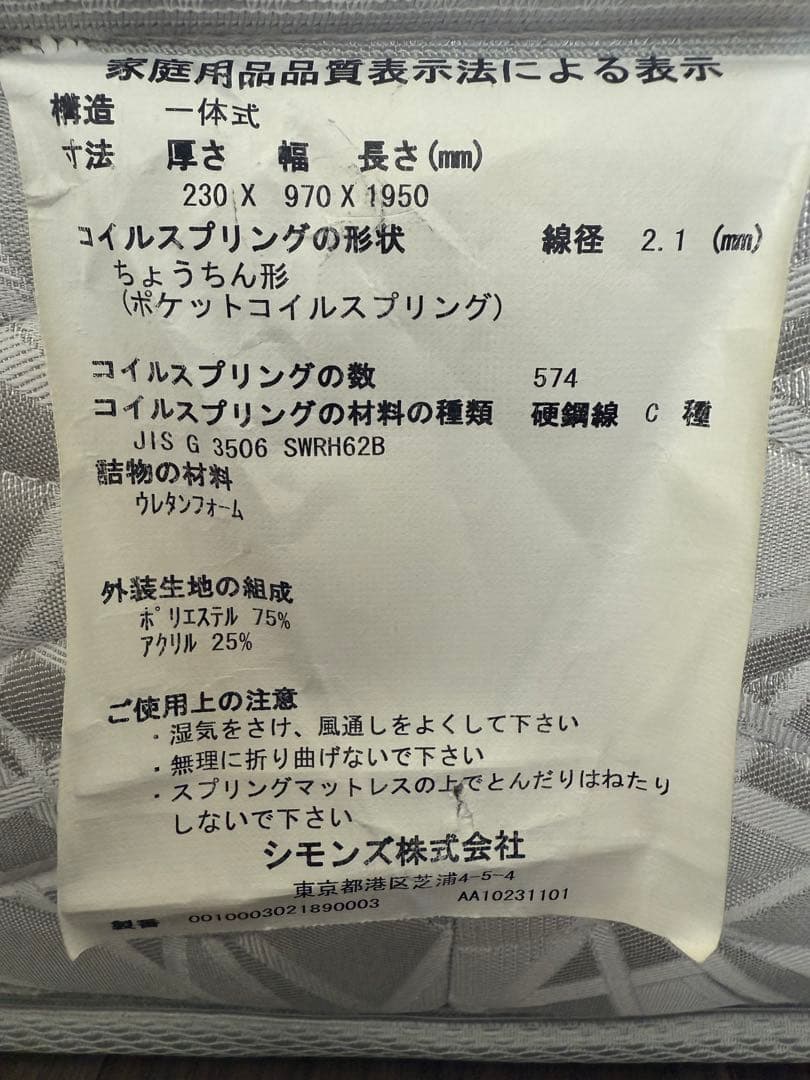 家庭用品品質表示法による表示
構造 一体式
寸法 厚さ 幅 長さ(mm)
230 X 970 X 1950
コイルスプリングの形状 線径 2.1 (mm)
ちょうちん形
(ポケットコイルスプリング)
コイルスプリングの数 574
コイルスプリングの材料の種類 硬鋼線 C 種
JIS G 3506 SWRH62B
詰物の材料
ウレタンフォーム
外装生地の組成
ポリエステル 75%
アクリル 25%
ご使用上の注意
・湿気をさけ、風通しをよくして下さい
・無理に折り曲げないで下さい
・スプリングマットレスの上でとんだりはねたり
しないで下さい
シモンズ株式会社
東京都港区芝浦4-5-4
製番 0010003021890003 AA10231101